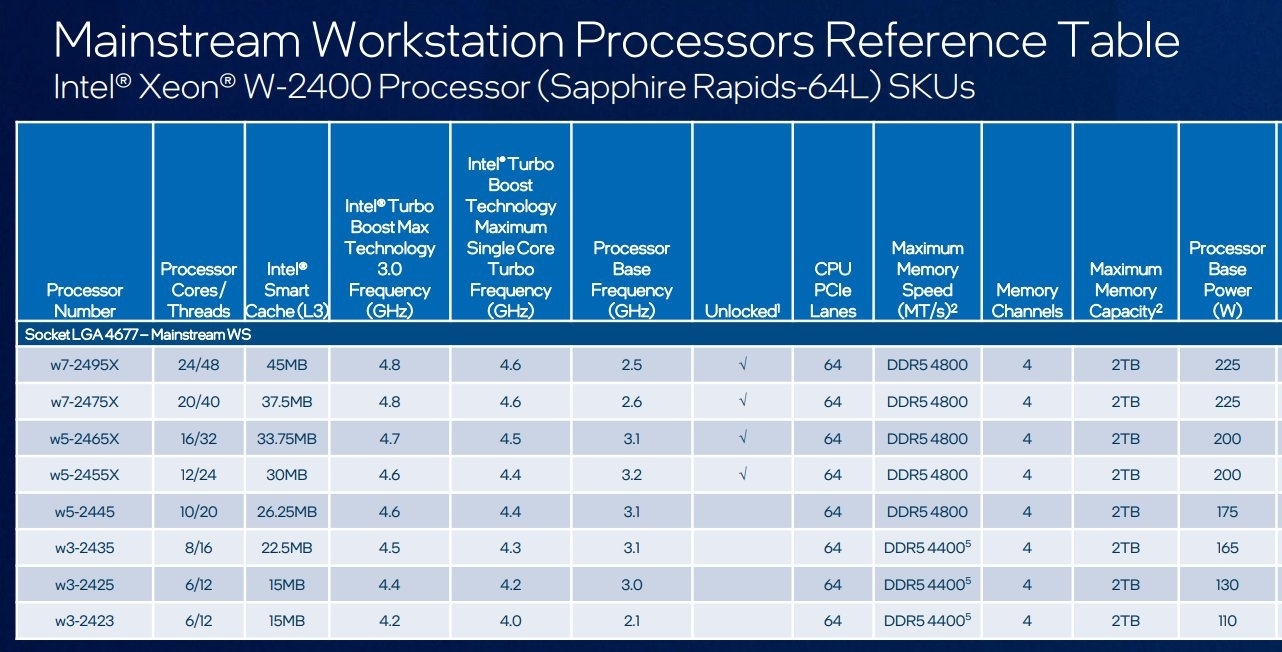 Mainstream Workstation Processors Reference Table
Intel® Xeon® W-2400 Processor (Sapphire Rapids-64L) SKUs
Processor Number
Processor Cores/ Threads
Intel® Smart Cache (L3)
Intel® Turbo Boost Max Technology 3.0 Frequency (GHz)
Intel® Turbo Boost Technology Maximum Single Core Turbo Frequency (GHz)
Processor Base Frequency (GHz)
Unlocked¹
CPU PCIe Lanes
Maximum Memory Speed (MT/s)²
Memory Channels
Maximum Memory Capacity²
Processor Base Power (W)
Socket LGA 4677 – Mainstream WS
w7-2495X 24/48 45MB 4.8 4.6 2.5 √ 64 DDR5 4800 4 2TB 225
w7-2475X 20/40 37.5MB 4.8 4.6 2.6 √ 64 DDR5 4800 4 2TB 225
w5-2465X 16/32 33.75MB 4.7 4.5 3.1 √ 64 DDR5 4800 4 2TB 200
w5-2455X 12/24 30MB 4.6 4.4 3.2 √ 64 DDR5 4800 4 2TB 200
w5-2445 10/20 26.25MB 4.6 4.4 3.1 64 DDR5 4800 4 2TB 175
w3-2435 8/16 22.5MB 4.5 4.3 3.1 64 DDR5 4400⁵ 4 2TB 165
w3-2425 6/12 15MB 4.4 4.2 3.0 64 DDR5 4400⁵ 4 2TB 130
w3-2423 6/12 15MB 4.2 4.0 2.1 64 DDR5 4400⁵ 4 2TB 110